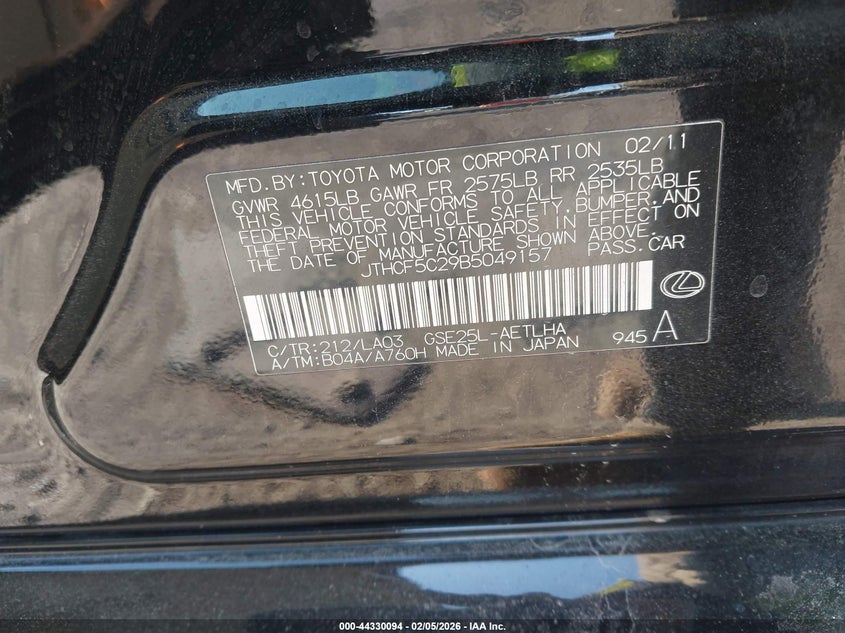 MFD.BY:TOYOTA MOTOR CORPORATION 02/11
GVWR 4615LB GAWR FR 2575LB RR 2535LB
THIS VEHICLE CONFORMS TO ALL APPLICABLE
FEDERAL MOTOR VEHICLE SAFETY,BUMPER,AND
THEFT PREVENTION STANDARDS IN EFFECT ON
THE DATE OF MANUFACTURE SHOWN ABOVE.
JTHCF5C29B5049157 PASS.CAR
C/TR:212/LA03 GSE25L-AETLHA
A/TM:B04A/A760H MADE IN JAPAN 945 A
000-44330094 - 02/05/2026 - IAA Inc.